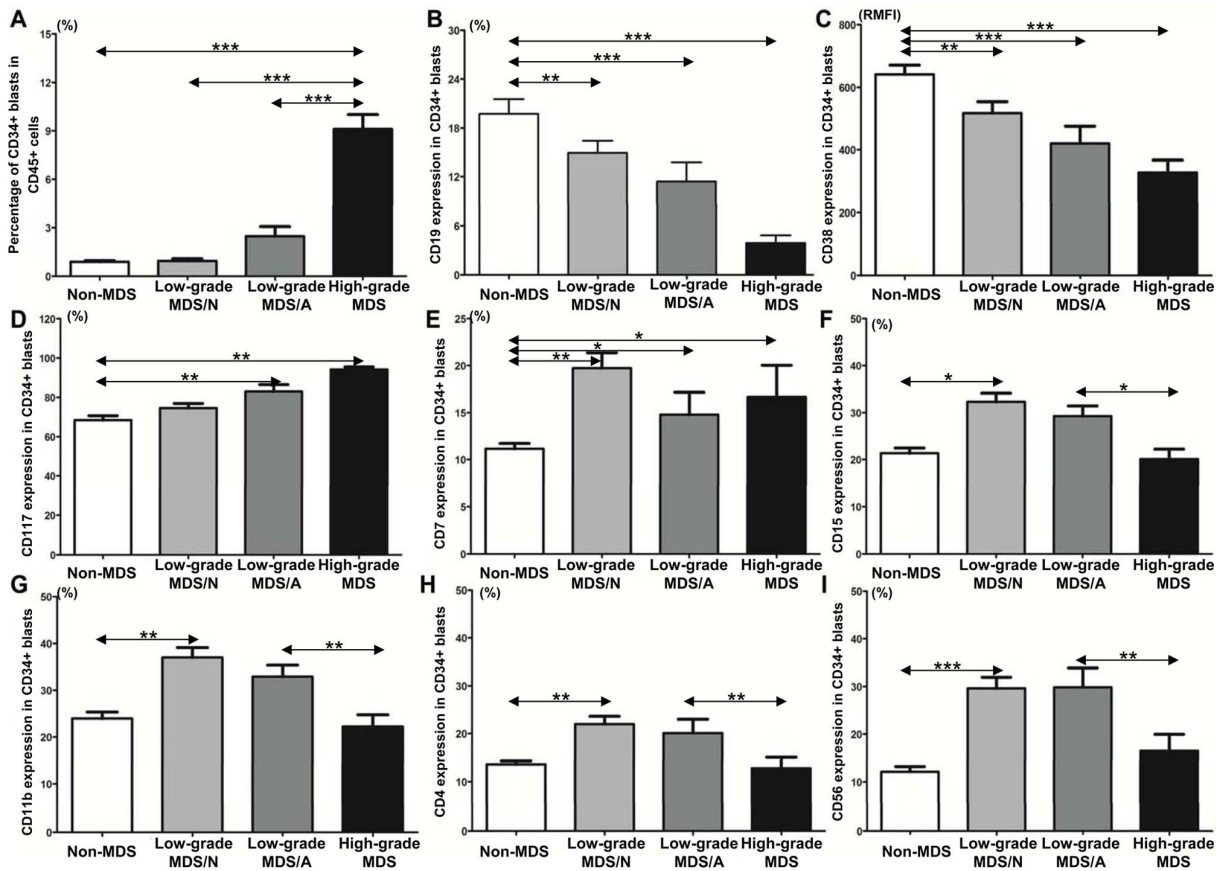 A
(%)
Percentage of CD34+ blasts in
CD45+ cells
15
12
9
6
3
0
***
***
***
Non-MDS
Low-grade
MDS/N
Low-grade
MDS/A
High-grade
MDS
B
(%)
CD19 expression in CD34+ blasts
30
24
18
12
6
0
***
***
**
Non-MDS
Low-grade
MDS/N
Low-grade
MDS/A
High-grade
MDS
C
(RMFI)
CD38 expression in CD34+ blasts
800
600
400
200
0
***
***
**
Non-MDS
Low-grade
MDS/N
Low-grade
MDS/A
High-grade
MDS
D
(%)
CD117 expression in CD34+ blasts
120
100
80
60
40
20
0
**
**
Non-MDS
Low-grade
MDS/N
Low-grade
MDS/A
High-grade
MDS
E
(%)
CD7 expression in CD34+ blasts
25
20
15
10
5
0
*
*
**
Non-MDS
Low-grade
MDS/N
Low-grade
MDS/A
High-grade
MDS
F
(%)
CD15 expression in CD34+ blasts
50
40
30
20
10
0
*
*
Non-MDS
Low-grade
MDS/N
Low-grade
MDS/A
High-grade
MDS
G
(%)
CD11b expression in CD34+ blasts
50
40
30
20
10
0
**
**
Non-MDS
Low-grade
MDS/N
Low-grade
MDS/A
High-grade
MDS
H
(%)
CD4 expression in CD34+ blasts
50
40
30
20
10
0
**
**
Non-MDS
Low-grade
MDS/N
Low-grade
MDS/A
High-grade
MDS
I
(%)
CD56 expression in CD34+ blasts
50
40
30
20
10
0
***
**
Non-MDS
Low-grade
MDS/N
Low-grade
MDS/A
High-grade
MDS